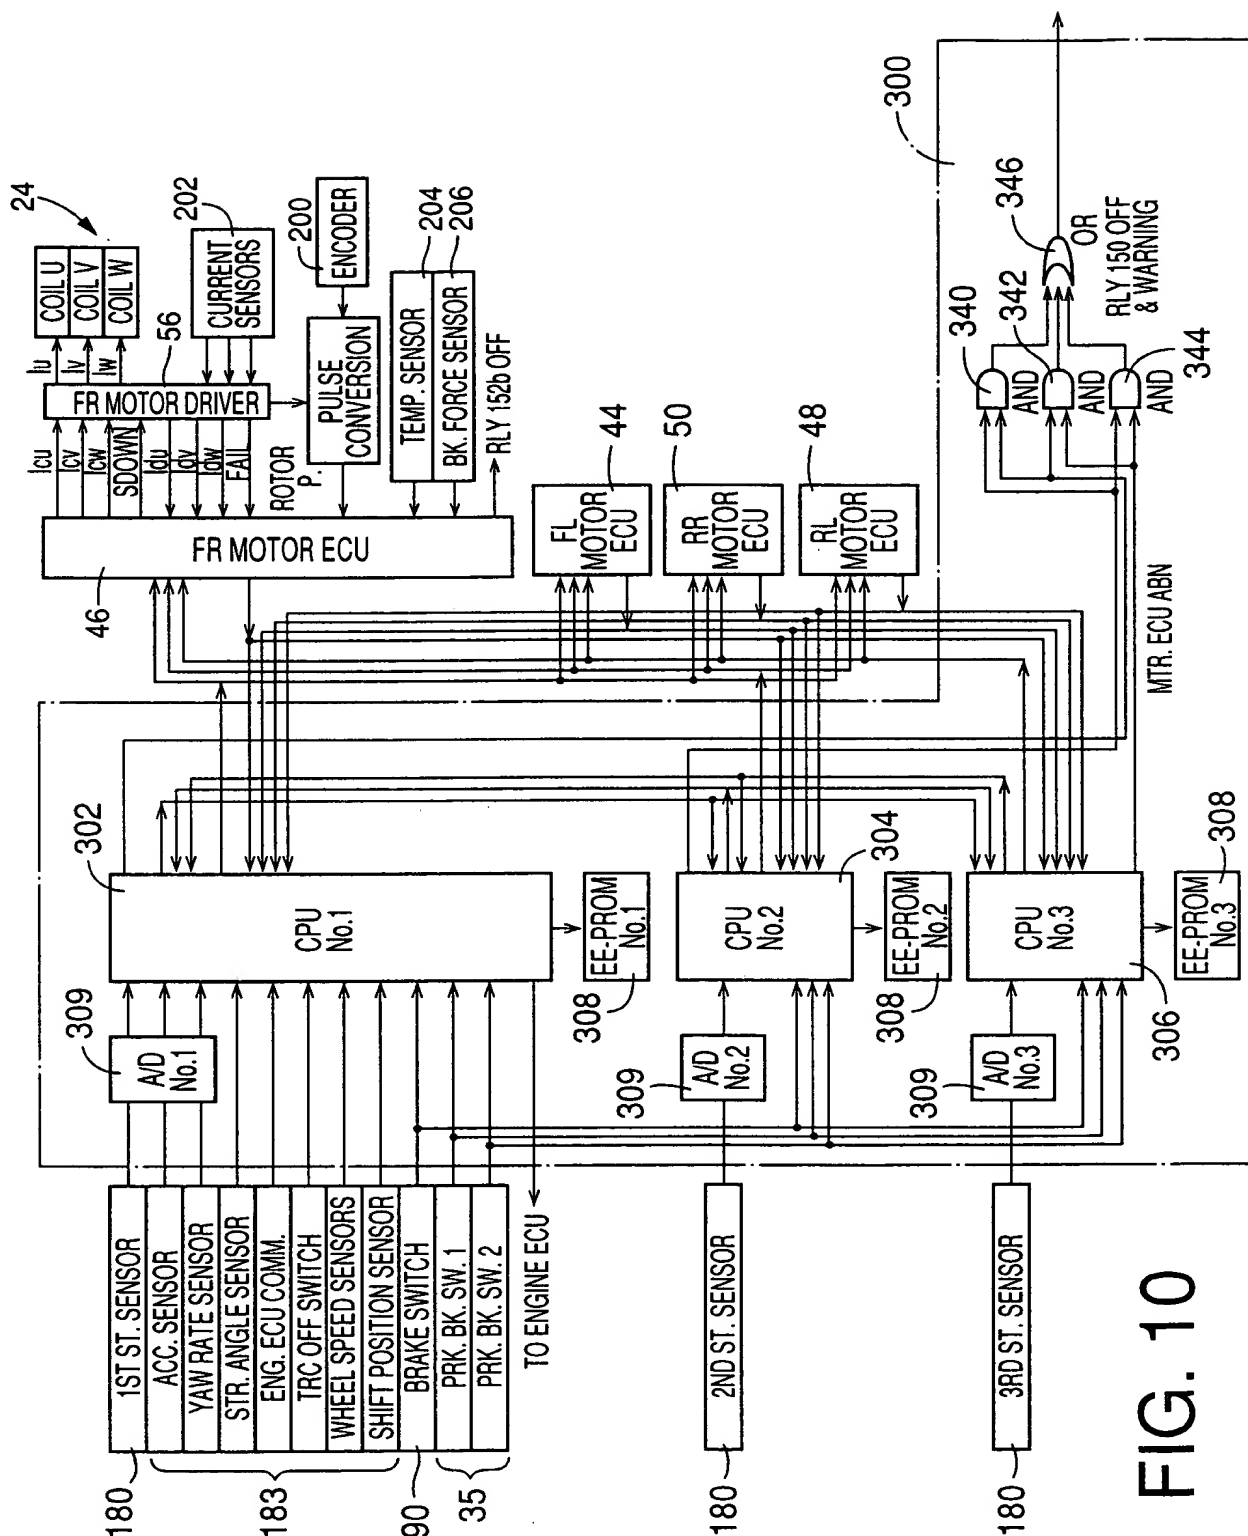 24
COIL U
COIL V
COIL W
Iu
Iv
Iw
202
CURRENT
SENSORS
56
FR MOTOR DRIVER
200
ENCODER
PULSE
CONVERSION
204
206
TEMP. SENSOR
BK. FORCE SENSOR
RLY 152b OFF
Icu
Icv
Icw
SDOWN
Idu
Idv
Idw
FAIL
ROTOR
P.
FR MOTOR ECU
46
FL
MOTOR
ECU
44
RR
MOTOR
ECU
50
RL
MOTOR
ECU
48
300
346
OR
RLY 150 OFF
& WARNING
340
AND
342
AND
344
AND
MTR. ECU ABN
302
CPU
No.1
EE-PROM
No.1
308
304
CPU
No.2
EE-PROM
No.2
308
CPU
No.3
306
EE-PROM
No.3
308
309
A/D
No.1
309
A/D
No.2
309
A/D
No.3
1ST ST. SENSOR
ACC. SENSOR
YAW RATE SENSOR
STR. ANGLE SENSOR
ENG. ECU COMM.
TRC OFF SWITCH
WHEEL SPEED SENSORS
SHIFT POSITION SENSOR
BRAKE SWITCH
PRK. BK. SW. 1
PRK. BK. SW. 2
TO ENGINE ECU
180
183
90
35
2ND ST. SENSOR
180
3RD ST. SENSOR
180
FIG. 10